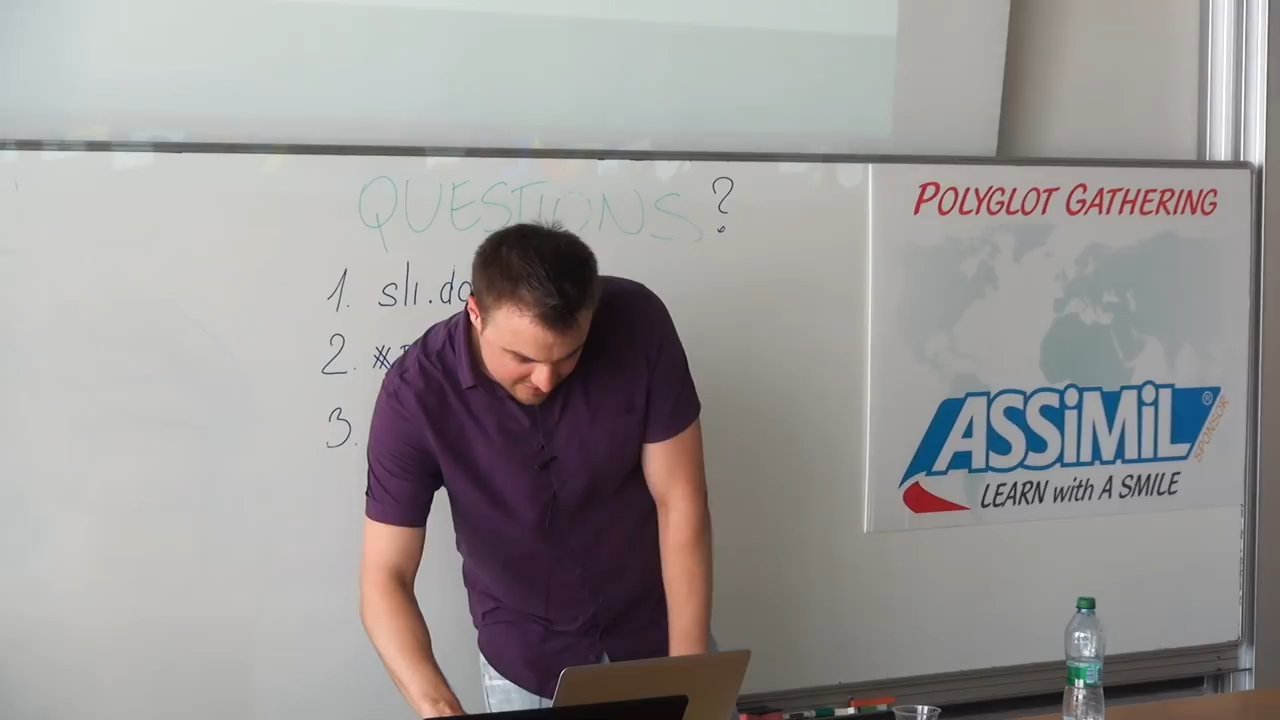 QUESTIONS ?
1. sli.do
2. #
3.
POLYGLOT GATHERING
ASSiMiL®
SPONSOR
LEARN with A SMILE